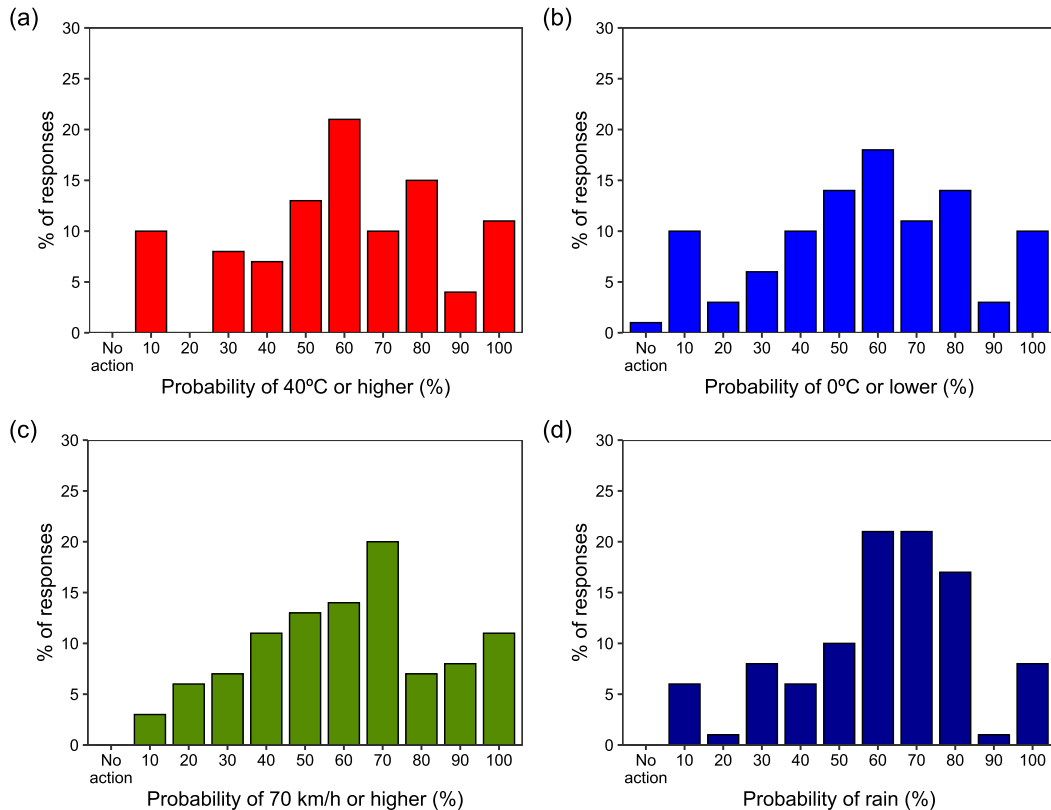 (a)
30
25
20
15
10
5
0
% of responses
No action 10 20 30 40 50 60 70 80 90 100
Probability of 40ºC or higher (%)
(b)
30
25
20
15
10
5
0
% of responses
No action 10 20 30 40 50 60 70 80 90 100
Probability of 0ºC or lower (%)
(c)
30
25
20
15
10
5
0
% of responses
No action 10 20 30 40 50 60 70 80 90 100
Probability of 70 km/h or higher (%)
(d)
30
25
20
15
10
5
0
% of responses
No action 10 20 30 40 50 60 70 80 90 100
Probability of rain (%)